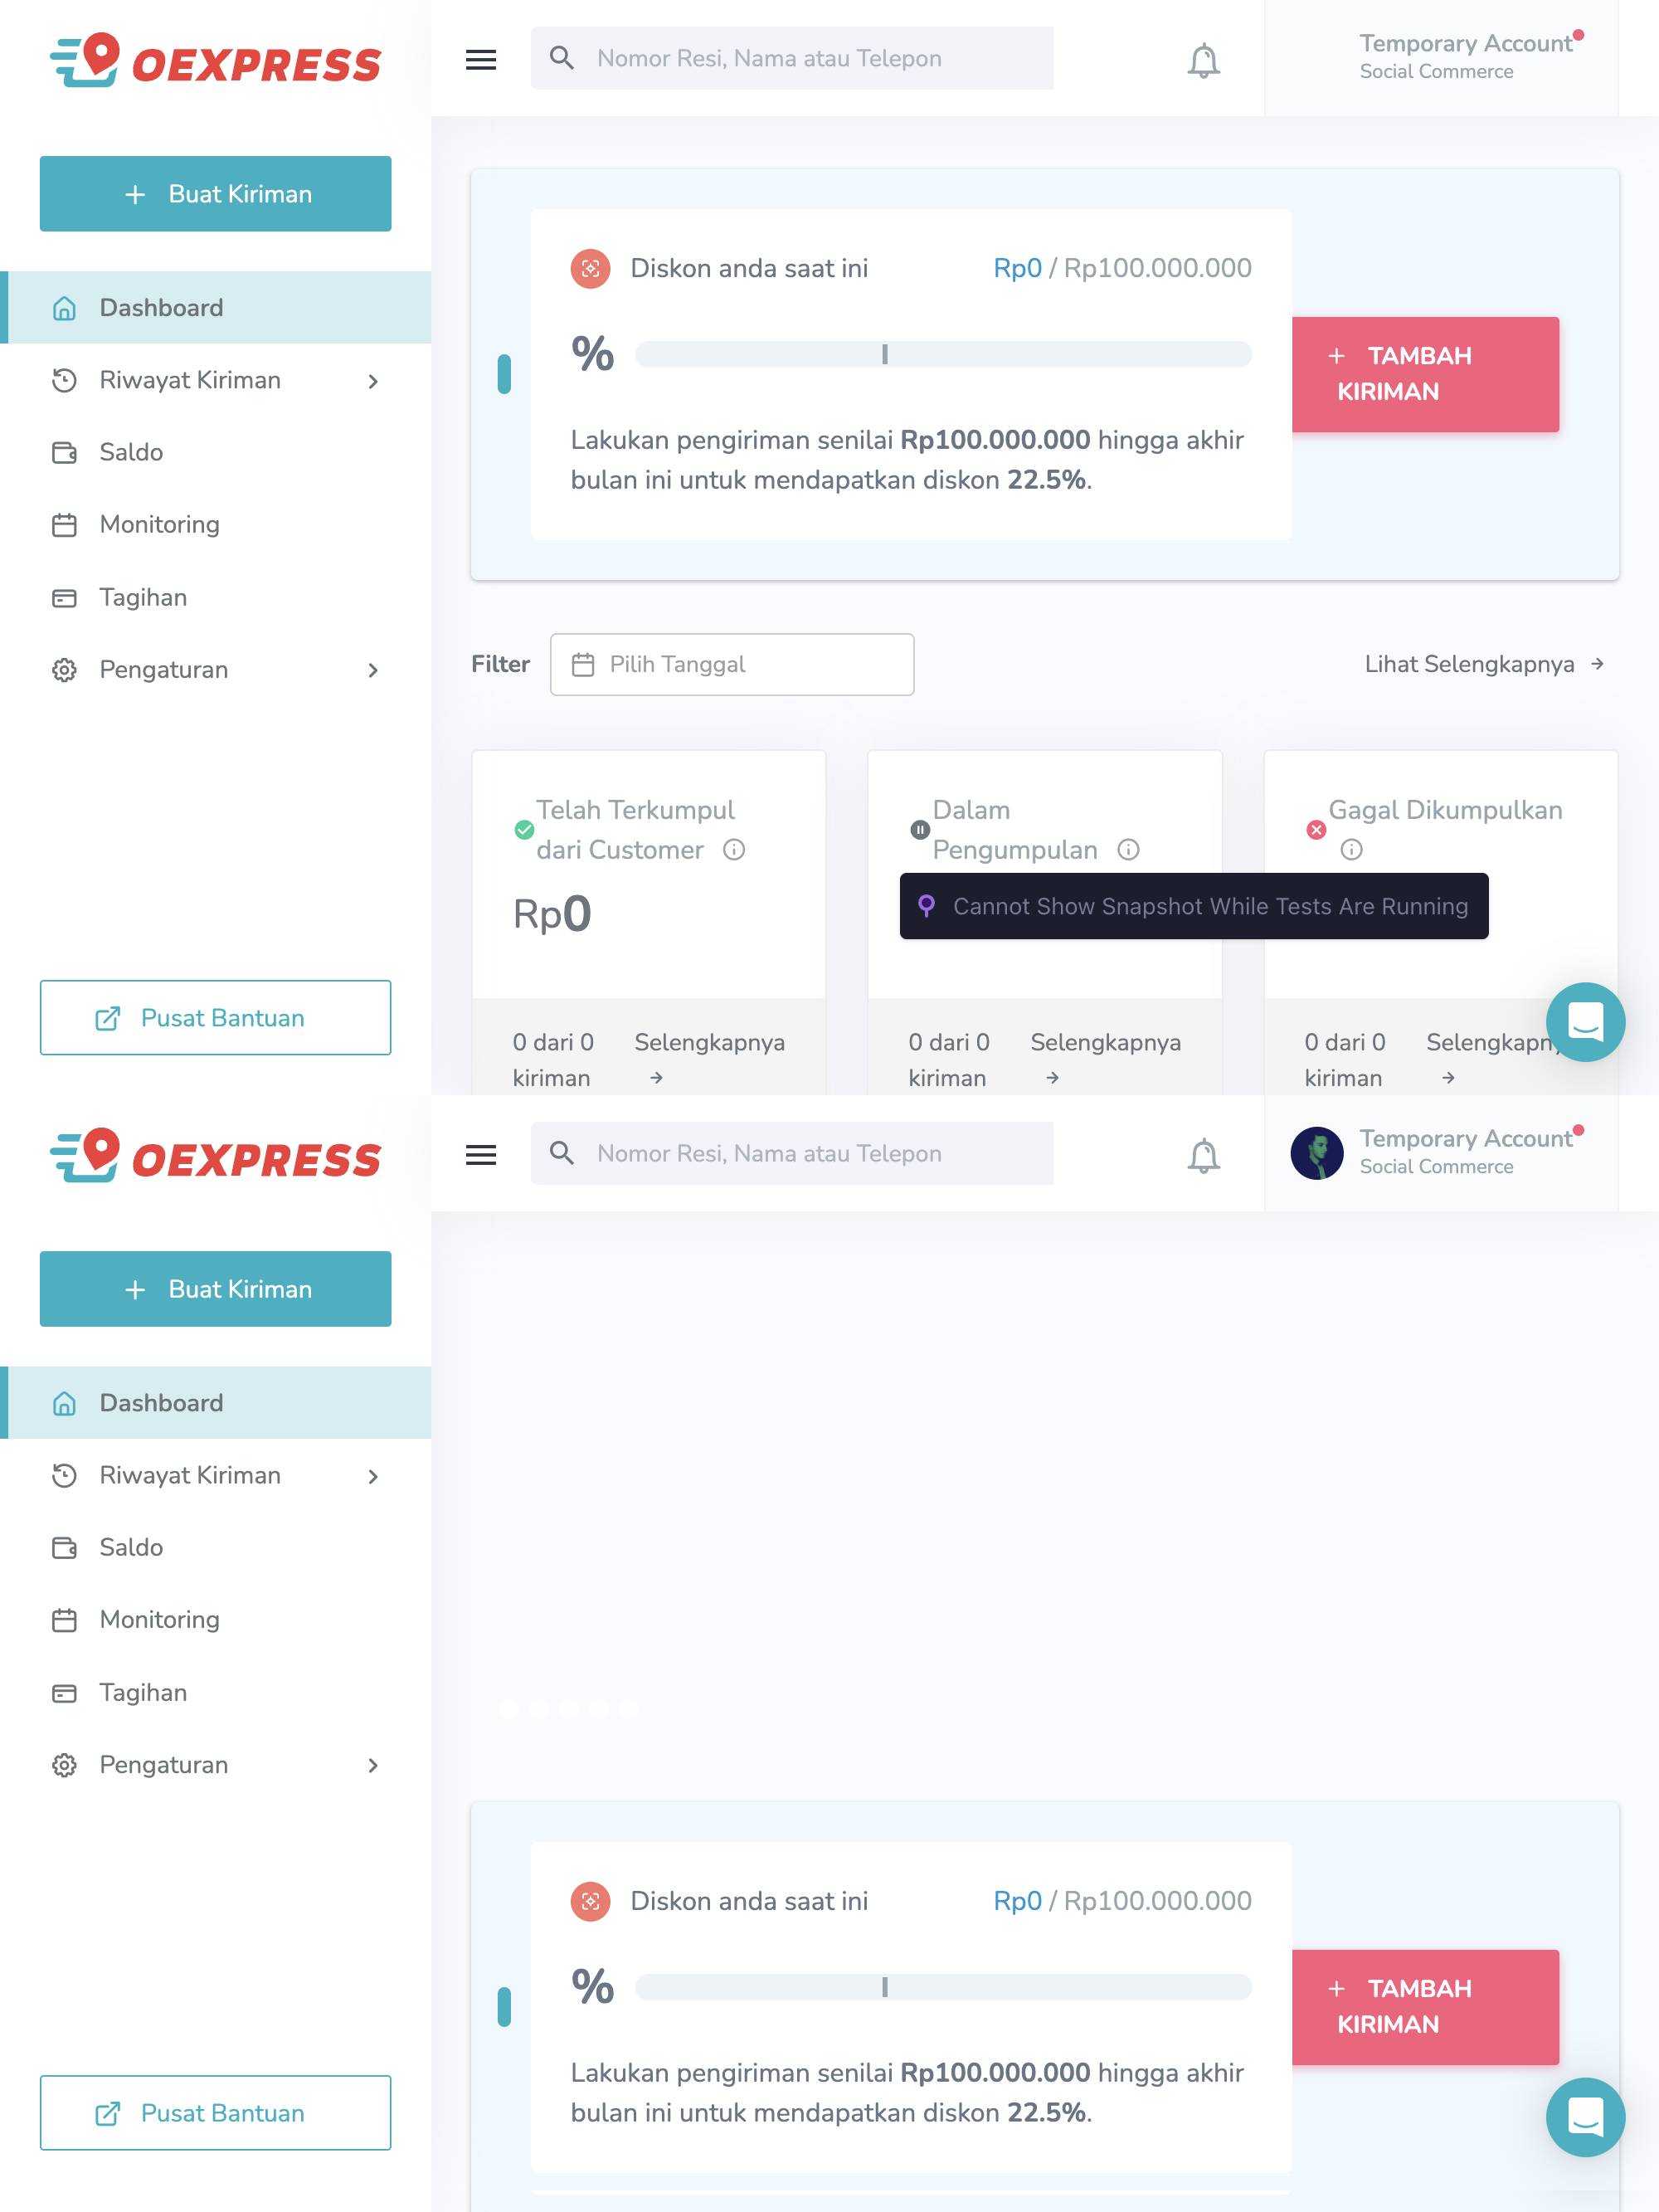 OEXPRESS
Nomor Resi, Nama atau Telepon
Temporary Account
Social Commerce
Buat Kiriman
Dashboard
Riwayat Kiriman
Saldo
Monitoring
Tagihan
Pengaturan
Pusat Bantuan
Diskon anda saat ini
Rp0 / Rp100.000.000
%
Lakukan pengiriman senilai Rp100.000.000 hingga akhir
bulan ini untuk mendapatkan diskon 22.5%.
+ TAMBAH
KIRIMAN
Filter
Pilih Tanggal
Lihat Selengkapnya →
Telah Terkumpul
dari Customer
Rp0
0 dari 0
kiriman
Selengkapnya
→
Dalam
Pengumpulan
Cannot Show Snapshot While Tests Are Running
0 dari 0
kiriman
Selengkapnya
→
Gagal Dikumpulkan
0 dari 0
kiriman
Selengkapny
→
OEXPRESS
Nomor Resi, Nama atau Telepon
Temporary Account
Social Commerce
Buat Kiriman
Dashboard
Riwayat Kiriman
Saldo
Monitoring
Tagihan
Pengaturan
Pusat Bantuan
Diskon anda saat ini
Rp0 / Rp100.000.000
%
Lakukan pengiriman senilai Rp100.000.000 hingga akhir
bulan ini untuk mendapatkan diskon 22.5%.
+ TAMBAH
KIRIMAN